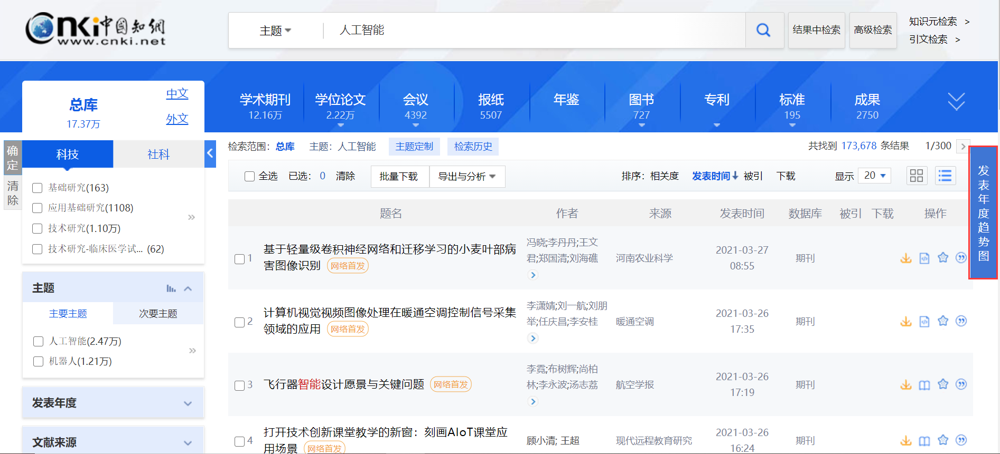 cnki中国知网
www.cnki.net
主题
人工智能
结果中检索
高级检索
知识元检索 >
引文检索 >
总库
17.37万
中文
外文
学术期刊
12.16万
学位论文
2.22万
会议
4392
报纸
5507
年鉴
图书
727
专利
标准
195
成果
2750
确定
清除
科技
社科
基础研究(163)
应用基础研究(1108)
技术研究(1.10万)
技术研究-临床医学试... (62)
主题
主要主题
次要主题
人工智能(2.47万)
机器人(1.21万)
发表年度
文献来源
检索范围：总库 主题：人工智能 主题定制 检索历史 共找到 173,678 条结果 1/300
全选 已选：0 清除 批量下载 导出与分析 排序：相关度 发表时间↓ 被引 下载 显示 20
题名 作者 来源 发表时间 数据库 被引 下载 操作
1
基于轻量级卷积神经网络和迁移学习的小麦叶部病
害图像识别 网络首发
冯晓;李丹丹;王文
君;郑国清;刘海礁
河南农业科学
2021-03-27
08:55
期刊
2
计算机视觉视频图像处理在暖通空调控制信号采集
领域的应用 网络首发
李潇婧;刘一航;刘朋
举;任庆昌;李安桂
暖通空调
2021-03-26
17:35
期刊
3
飞行器智能设计愿景与关键问题 网络首发
李霓;布树辉;尚柏
林;李永波;汤志荔
航空学报
2021-03-26
17:19
期刊
4
打开技术创新课堂教学的新窗：刻画AIoT课堂应
用场景 网络首发
顾小清; 王超
现代远程教育研究
2021-03-26
16:24
期刊
发表年度趋势图